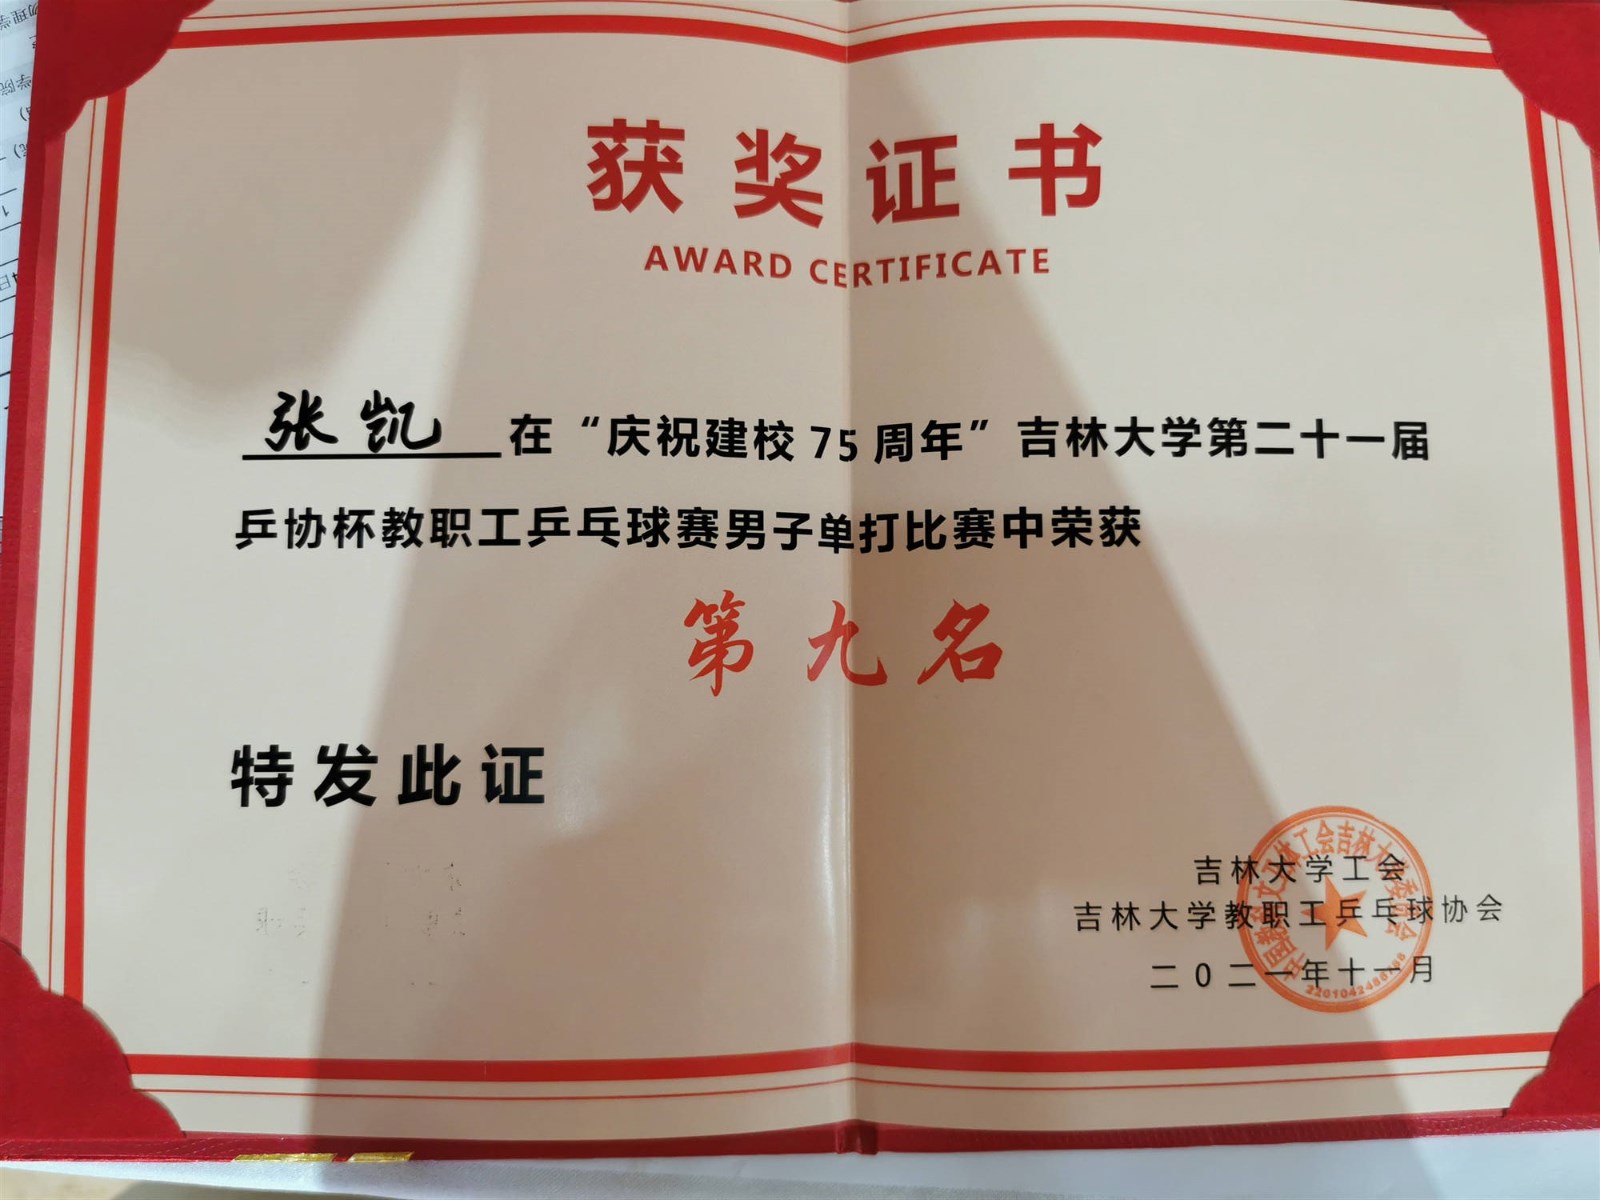 获奖证书
AWARD CERTIFICATE
张凯 在“庆祝建校75周年”吉林大学第二十一届
乒协杯教职工乒乓球赛男子单打比赛中荣获
第九名
特发此证
吉林大学工会
吉林大学教职工乒乓球协会
二0二一年十一月